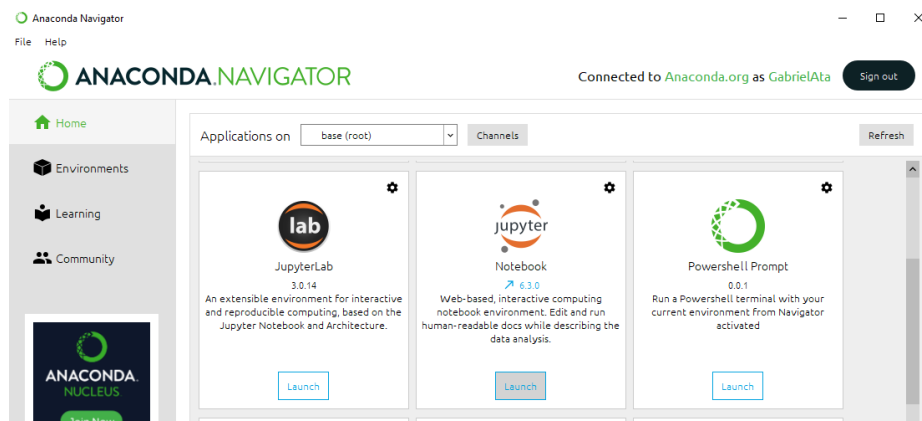 Anaconda Navigator
File Help
ANACONDA.NAVIGATOR
Connected to Anaconda.org as GabrielAta
Sign out
Home
Environments
Learning
Community
ANACONDA.
NUCLEUS
Join Now
Applications on
base (root)
Channels
Refresh
lab
JupyterLab
3.0.14
An extensible environment for interactive
and reproducible computing, based on the
Jupyter Notebook and Architecture.
Launch
jupyter
Notebook
6.3.0
Web-based, interactive computing
notebook environment. Edit and run
human-readable docs while describing the
data analysis.
Launch
Powershell Prompt
0.0.1
Run a Powershell terminal with your
current environment from Navigator
activated
Launch